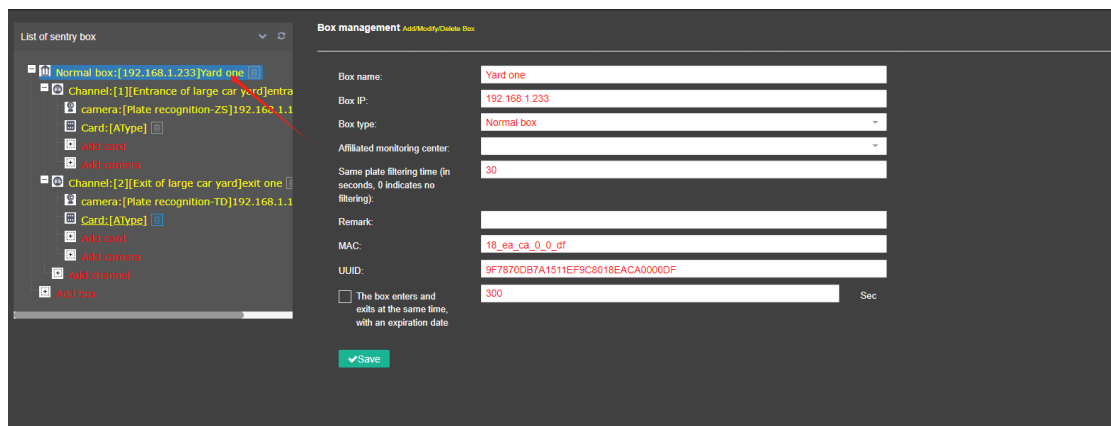 List of sentry box
Normal box:[192.168.1.233]Yard one
Channel:[1][Entrance of large car yard]entra
camera:[Plate recognition-ZS]192.168.1.1
Card:[AType]
Add card
Add camera
Channel:[2][Exit of large car yard]exit one
camera:[Plate recognition-TD]192.168.1.1
Card:[AType]
Add card
Add camera
Add channel
Add box
Box management Add/Modify/Delete Box
Box name: Yard one
Box IP: 192.168.1.233
Box type: Normal box
Affiliated monitoring center:
Same plate filtering time (in
seconds, 0 indicates no
filtering): 30
Remark:
MAC: 18_ea_ca_0_0_df
UUID: 9F7870DB7A1511EF9C8018EACA0000DF
The box enters and
exits at the same time,
with an expiration date 300 Sec
Save